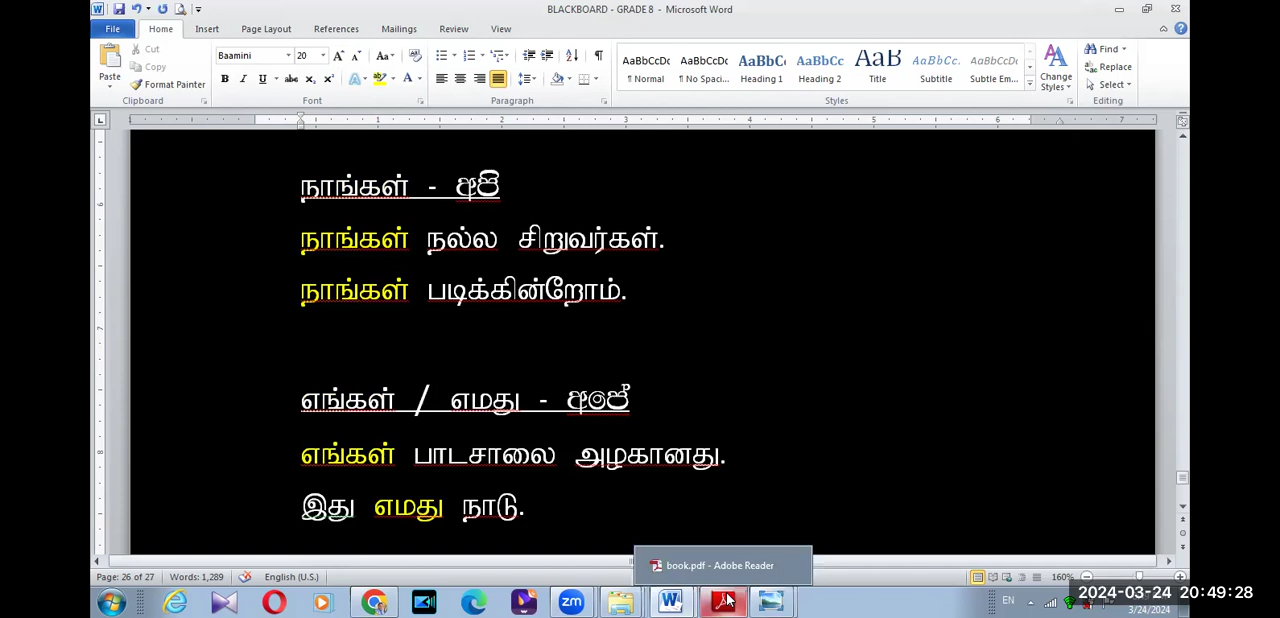 BLACKBOARD - GRADE 8 - Microsoft Word
File Home Insert Page Layout References Mailings Review View
Paste Cut Copy Format Painter
Baamini 20
AaBbCcDc AaBbCcDc AaBbC AaBbCc AaB AaBbCc. AaBbCcDc
¶ Normal ¶ No Spaci... Heading 1 Heading 2 Title Subtitle Subtle Em...
Change Styles
Find Replace Select
Clipboard Font Paragraph Styles Editing
நாங்கள் - අපි
நாங்கள் நல்ல சிறுவர்கள்.
நாங்கள் படிக்கின்றோம்.
எங்கள் / எமது - අපේ
எங்கள் பாடசாலை அழகானது.
இது எமது நாடு.
book.pdf - Adobe Reader
Page: 26 of 27 Words: 1,289 English (U.S.) 160%
EN
2024-03-24 20:49:28
3/24/2024